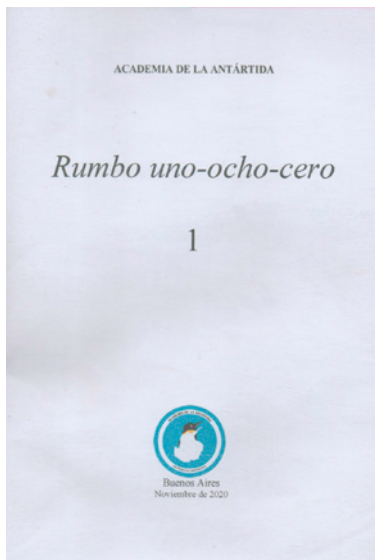 ACADEMIA DE LA ANTÁRTIDA
Rumbo uno-ocho-cero
1
Buenos Aires
Noviembre de 2020